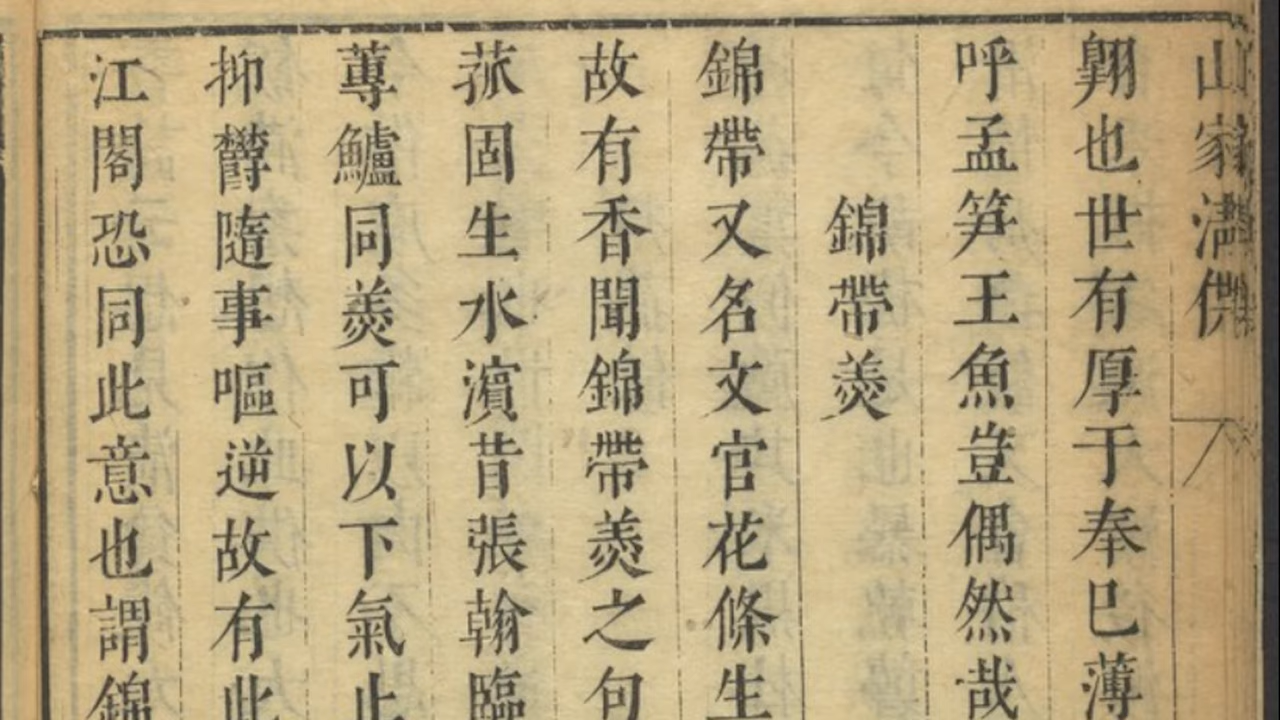 山家清供
翺也世有厚于奉巳薄
呼孟笋王魚豈偶然哉
錦帶羮
錦帶又名文官花條生
故有香聞錦帶羮之句
菰固生水濱昔張翰臨
蓴鱸同羮可以下氣止
抑欝隨事嘔逆故有此
江閣恐同此意也謂錦